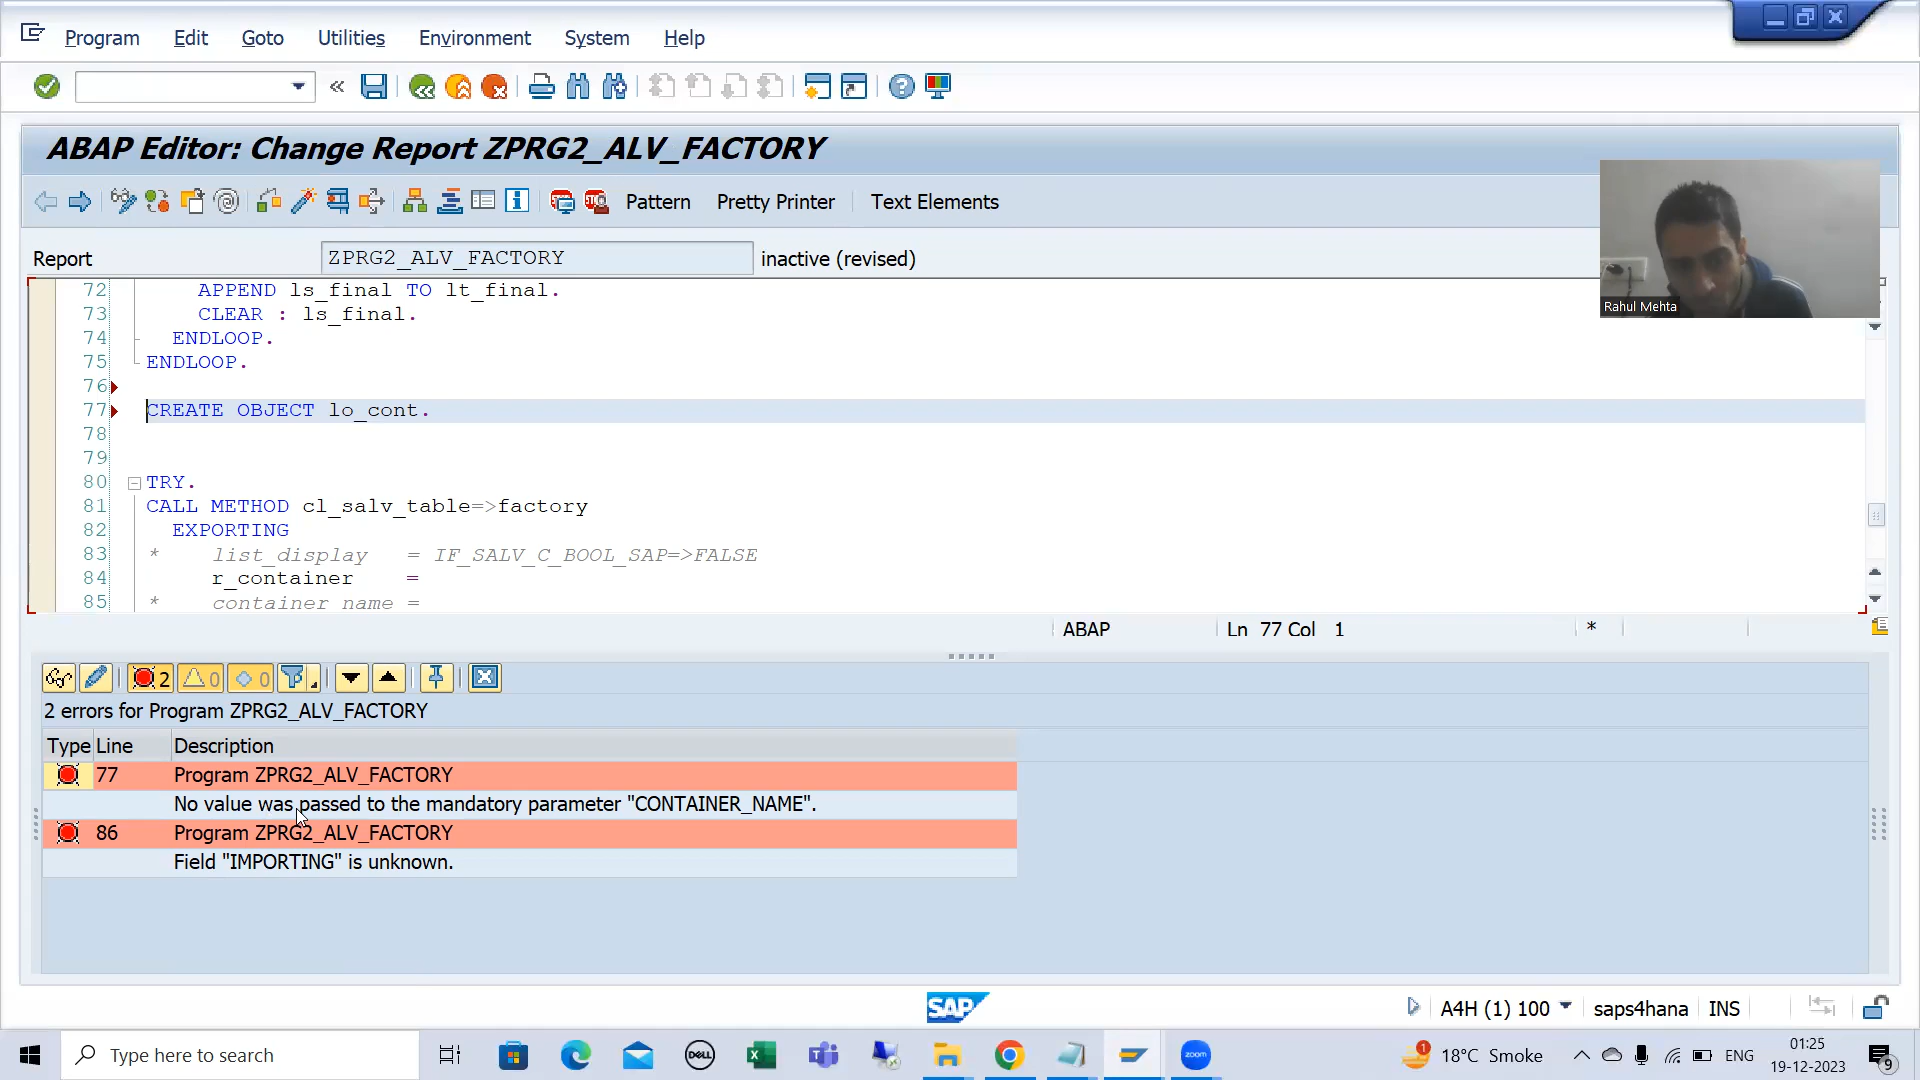 Program Edit Goto Utilities Environment System Help
ABAP Editor: Change Report ZPRG2_ALV_FACTORY
Pattern Pretty Printer Text Elements
Report ZPRG2_ALV_FACTORY inactive (revised)
Rahul Mehta
72 APPEND ls_final TO lt_final.
73 CLEAR : ls_final.
74 ENDLOOP.
75 ENDLOOP.
76
77 CREATE OBJECT lo_cont.
78
79
80 TRY.
81 CALL METHOD cl_salv_table=>factory
82 EXPORTING
83 * list_display = IF_SALV_C_BOOL_SAP=>FALSE
84 r_container =
85 * container_name =
ABAP Ln 77 Col 1 *
2 0 0
2 errors for Program ZPRG2_ALV_FACTORY
Type Line Description
77 Program ZPRG2_ALV_FACTORY
No value was passed to the mandatory parameter "CONTAINER_NAME".
86 Program ZPRG2_ALV_FACTORY
Field "IMPORTING" is unknown.
SAP A4H (1) 100 saps4hana INS
Type here to search DELL zoom 1 18°C Smoke ENG 01:25
19-12-2023 9